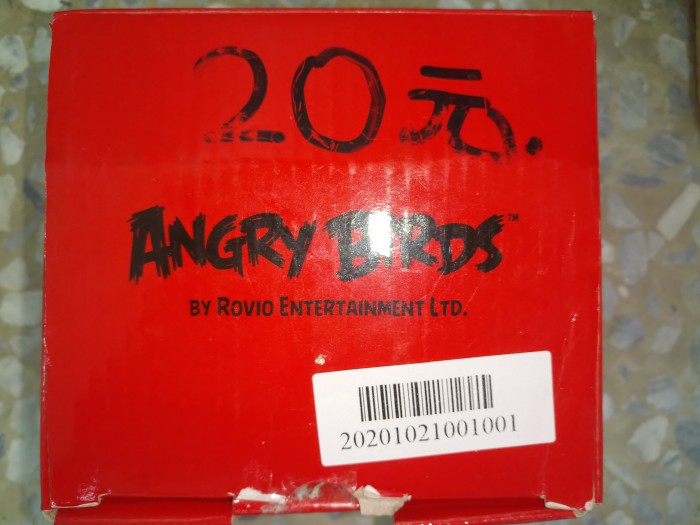 20元.
ANGRY BIRDS™
BY ROVIO ENTERTAINMENT LTD.
20201021001001